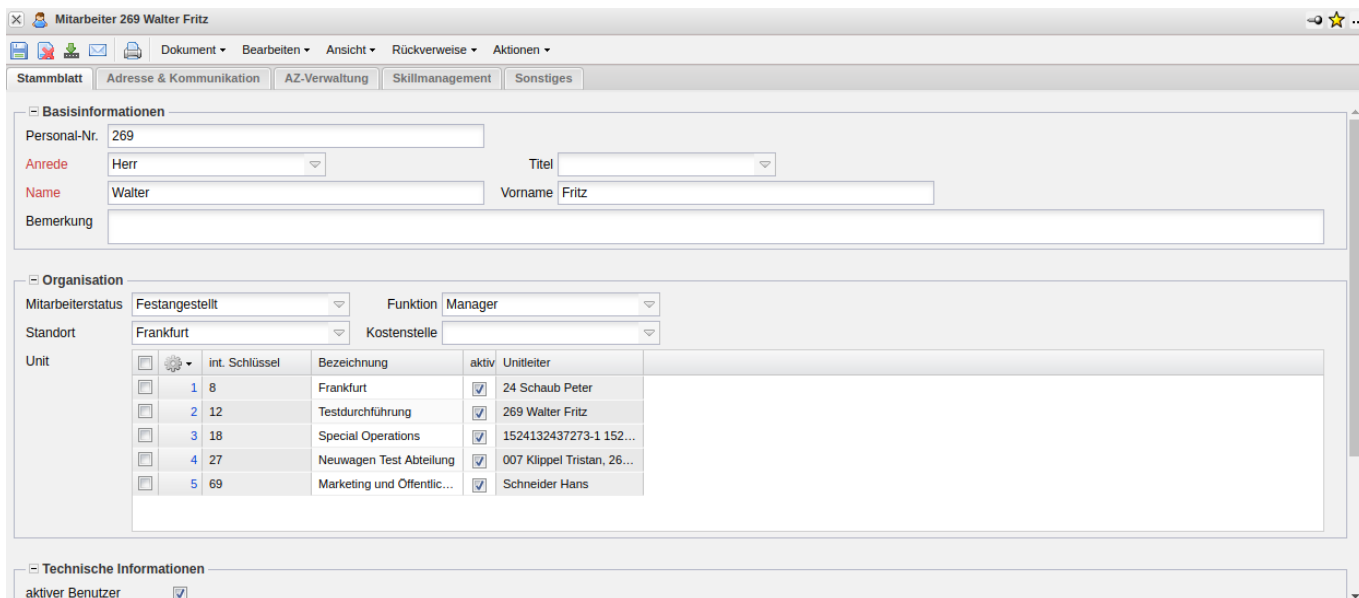 Mitarbeiter 269 Walter Fritz
Dokument Bearbeiten Ansicht Rückverweise Aktionen
Stammblatt Adresse & Kommunikation AZ-Verwaltung Skillmanagement Sonstiges
Basisinformationen
Personal-Nr. 269
Anrede Herr Titel
Name Walter Vorname Fritz
Bemerkung
Organisation
Mitarbeiterstatus Festangestellt Funktion Manager
Standort Frankfurt Kostenstelle
Unit int. Schlüssel Bezeichnung aktiv Unitleiter
1 8 Frankfurt 24 Schaub Peter
2 12 Testdurchführung 269 Walter Fritz
3 18 Special Operations 1524132437273-1 152...
4 27 Neuwagen Test Abteilung 007 Klippel Tristan, 26...
5 69 Marketing und Öffentlic... Schneider Hans
Technische Informationen
aktiver Benutzer